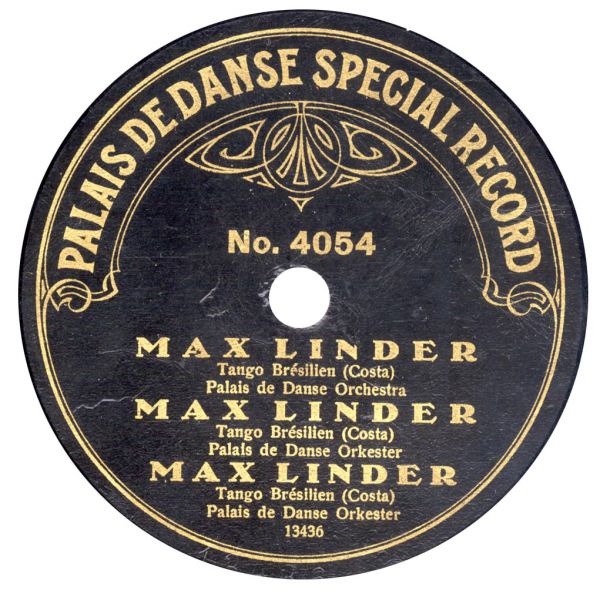 PALAIS DE DANSE SPECIAL RECORD
No. 4054
MAX LINDER
Tango Brésilien (Costa)
Palais de Danse Orchestra
MAX LINDER
Tango Brésilien (Costa)
Palais de Danse Orkester
MAX LINDER
Tango Brésilien (Costa)
Palais de Danse Orkester
13436